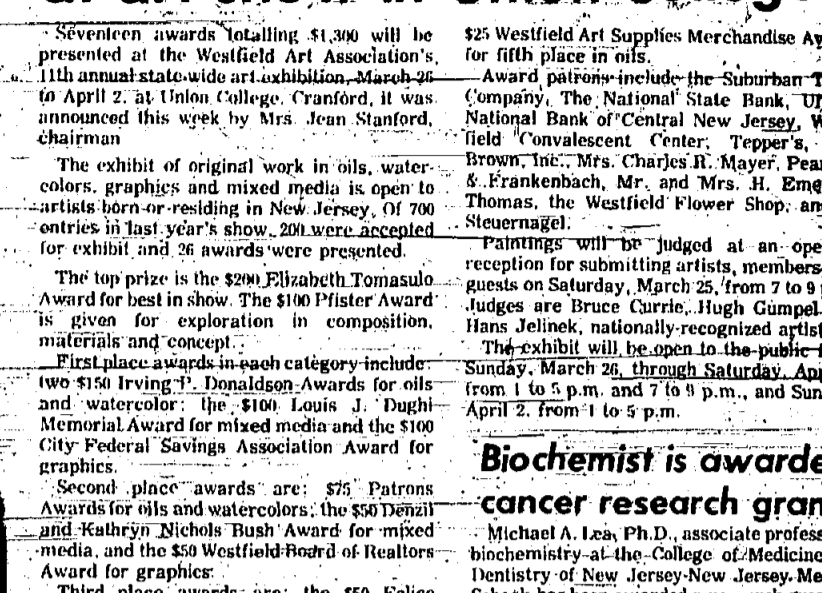 Seventeen awards totalling $1,300 will be
presented at the Westfield Art Association's,
11th annual state-wide art exhibition, March 26
to April 2, at Union College, Cranford, it was
announced this week by Mrs. Jean Stanford,
chairman
The exhibit of original work in oils, water-
colors, graphics and mixed media is open to
artists born or residing in New Jersey. Of 700
entries in last year's show, 200 were accepted
for exhibit and 26 awards were presented.
The top prize is the $200 Elizabeth Tomasulo
Award for best in show. The $100 Pfister Award
is given for exploration in composition,
materials and concept.
First place awards in each category include:
two $150 Irving P. Donaldson Awards for oils
and watercolor; the $100 Louis J. Dughi
Memorial Award for mixed media and the $100
City Federal Savings Association Award for
graphics.
Second place awards are: $75 Patrons
Awards for oils and watercolors; the $50 Denzil
and Kathryn Nichols Bush Award for mixed
media, and the $50 Westfield Board of Realtors
Award for graphics.
Third place awards are: the $50
$25 Westfield Art Supplies Merchandise
for fifth place in oils.
Award patrons include the Suburban
Company, The National State Bank,
National Bank of Central New Jersey,
field Convalescent Center, Tepper's,
Brown, Inc., Mrs. Charles R. Mayer,
& Frankenbach, Mr. and Mrs. H.
Thomas, the Westfield Flower Shop,
Steuernagel.
Paintings will be judged at an
reception for submitting artists, members
guests on Saturday, March 25, from 7 to 9
Judges are Bruce Currie, Hugh Gumpel
Hans Jelinek, nationally-recognized
The exhibit will be open to the public
Sunday, March 26, through Saturday,
from 1 to 5 p.m. and 7 to 9 p.m., and
April 2, from 1 to 5 p.m.
Biochemist is awarde
cancer research gran
Michael A. Lea, Ph.D., associate
biochemistry at the College of Medicine
Dentistry of New Jersey-New Jersey